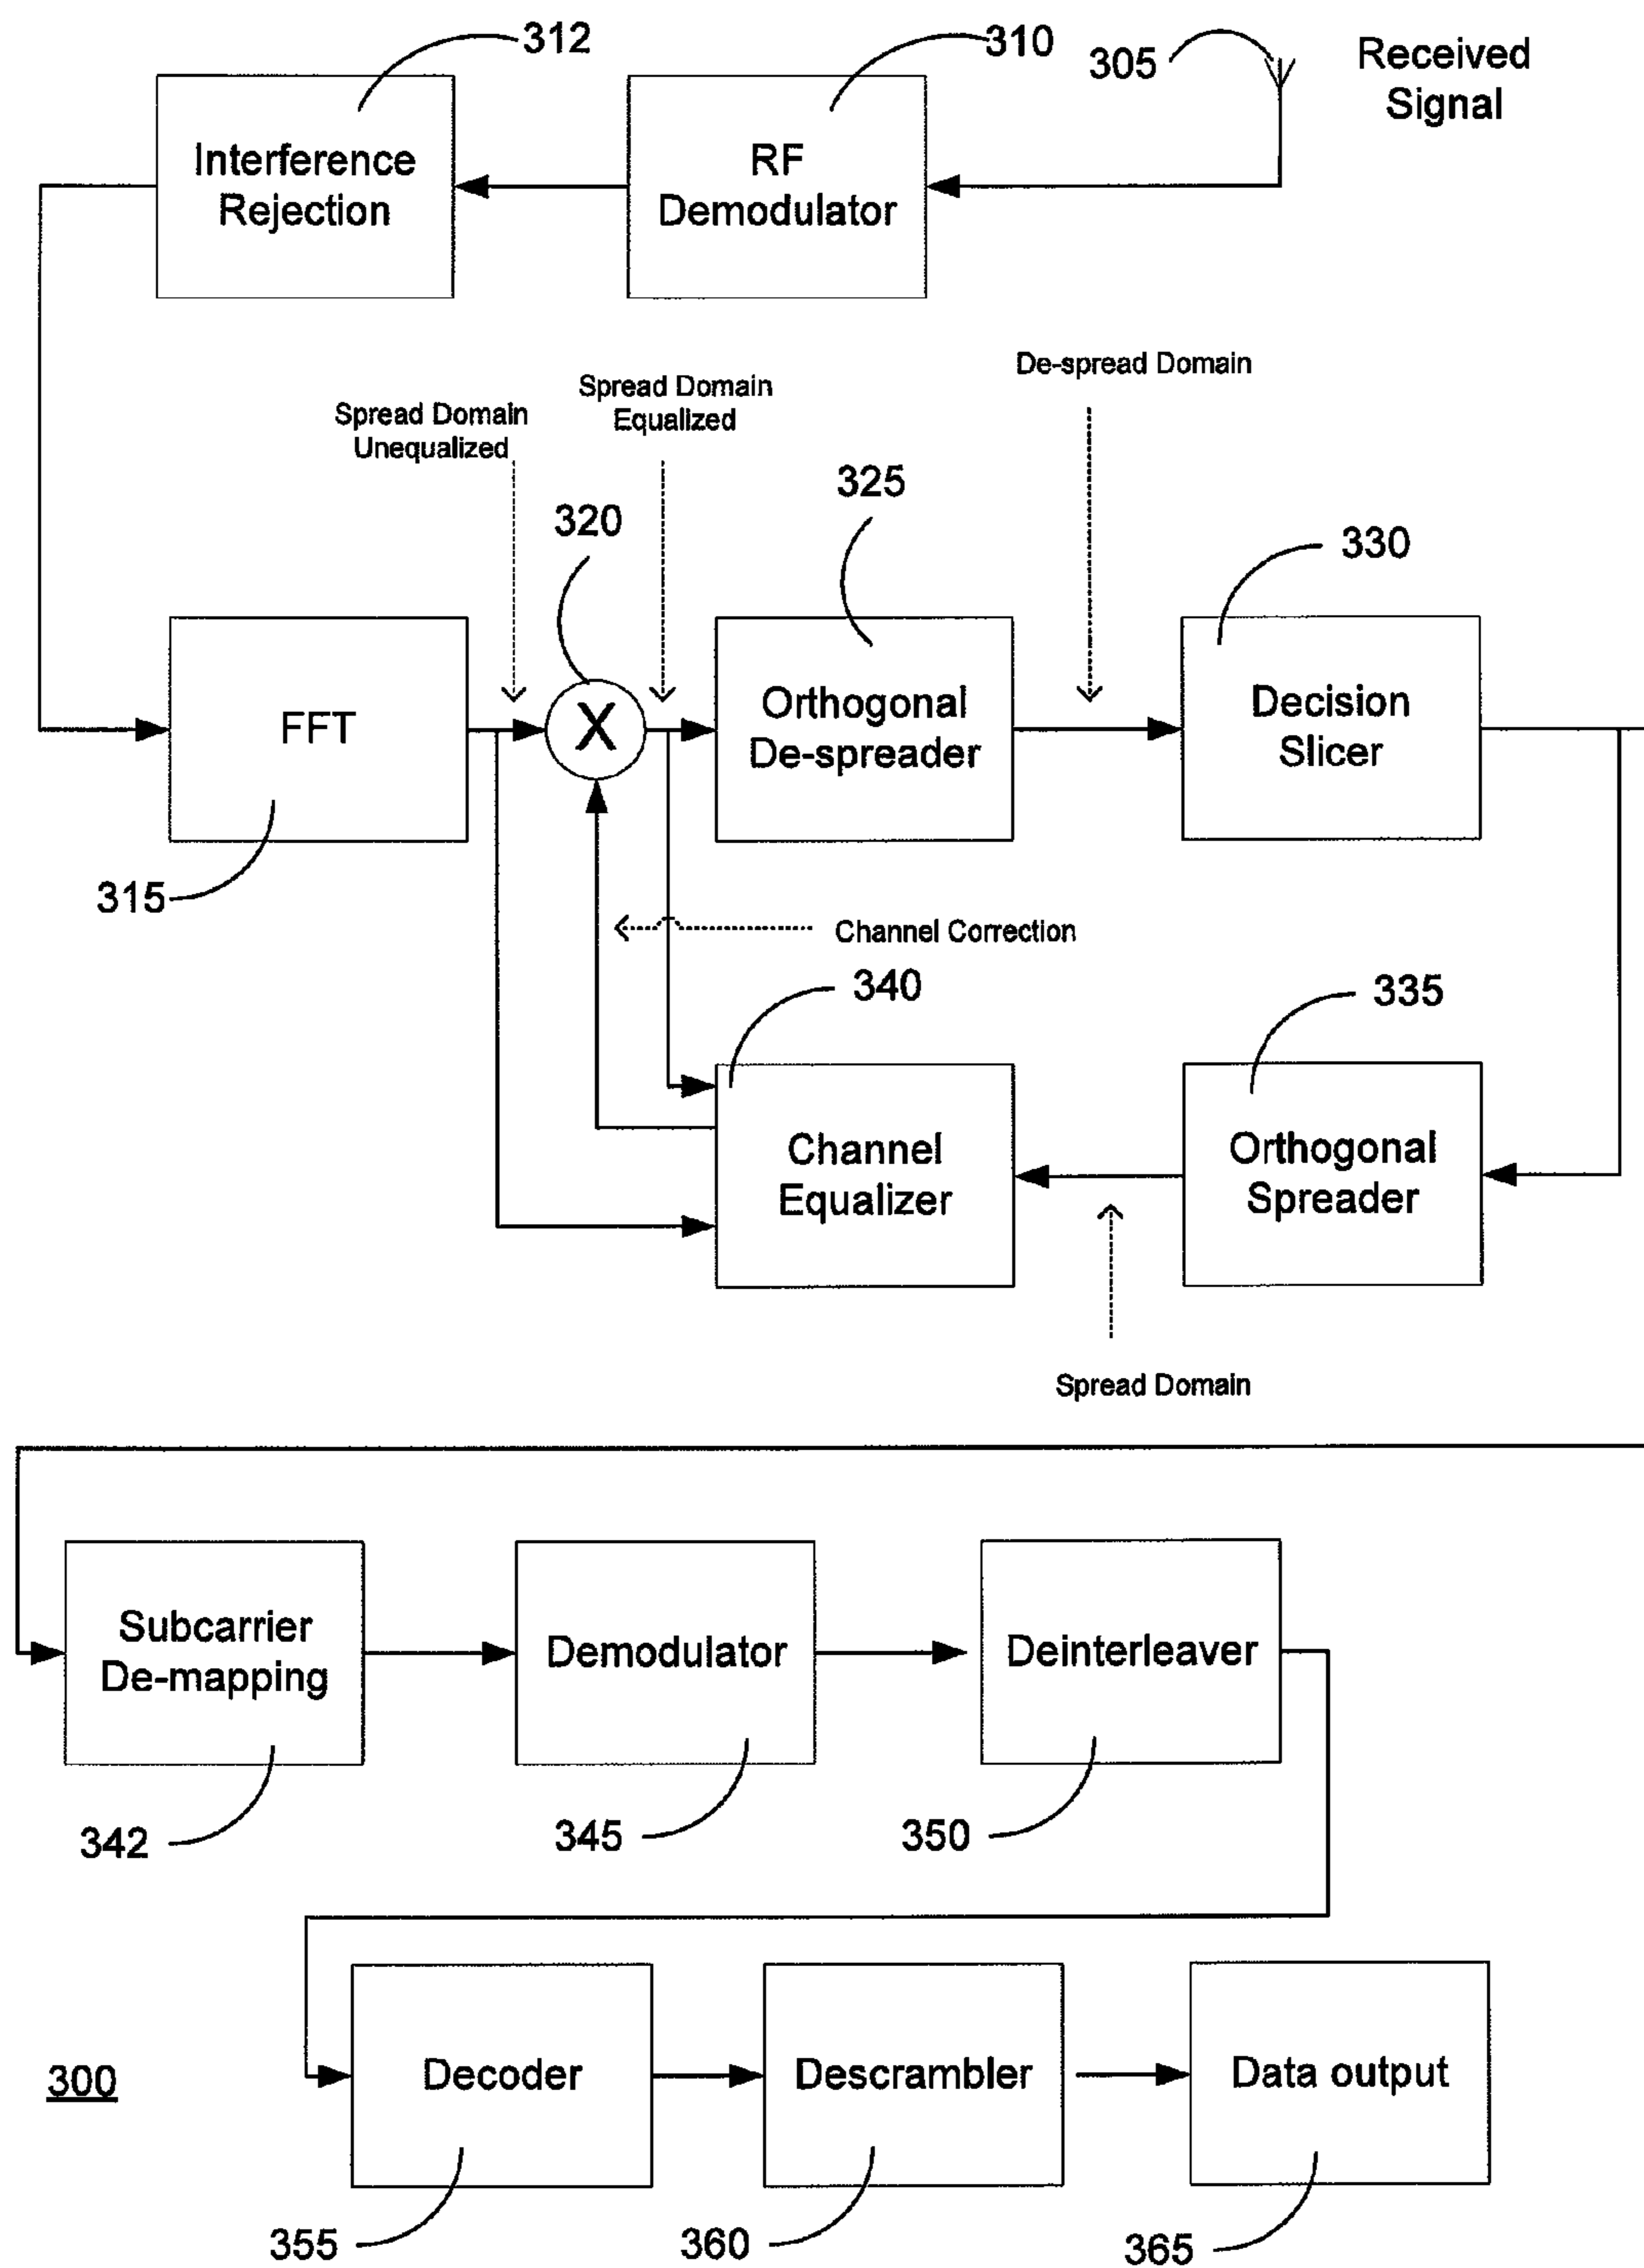 312
310
305
Received
Signal
Interference
Rejection
RF
Demodulator
De-spread Domain
Spread Domain
Equalized
Spread Domain
Unequalized
325
320
330
FFT
X
Orthogonal
De-spreader
Decision
Slicer
315
Channel Correction
340
335
Channel
Equalizer
Orthogonal
Spreader
Spread Domain
Subcarrier
De-mapping
Demodulator
Deinterleaver
342
345
350
300
Decoder
Descrambler
Data output
355
360
365